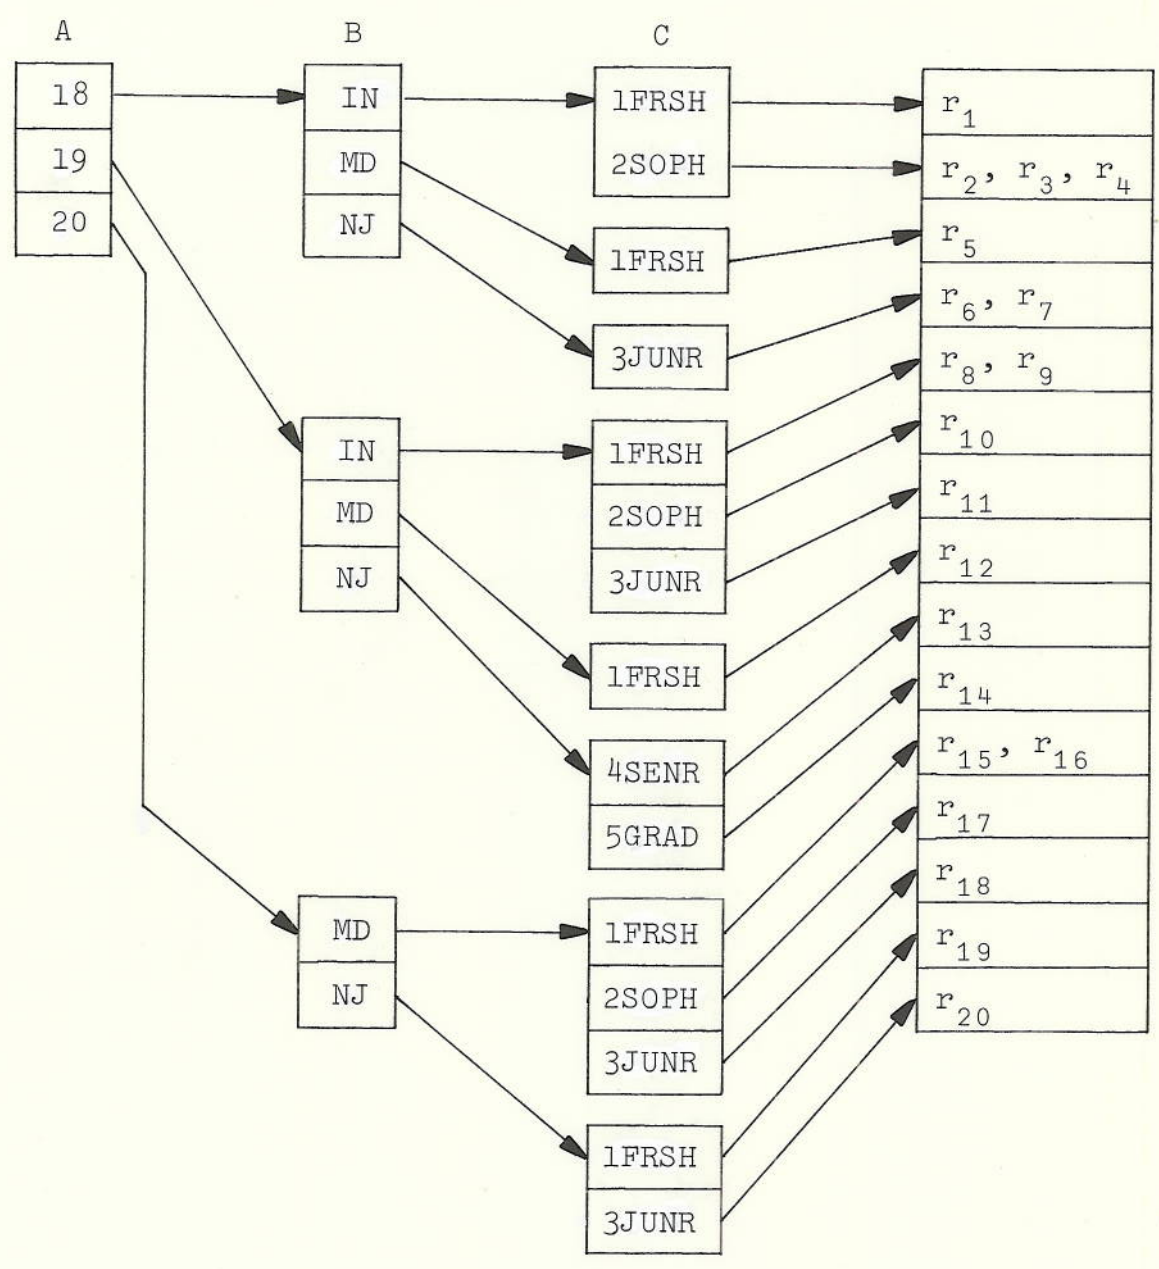 A B C
18 IN 1FRSH r1
19 MD 2SOPH r2, r3, r4
20 NJ r5
1FRSH
r6, r7
3JUNR r8, r9
IN 1FRSH r10
MD 2SOPH r11
NJ 3JUNR r12
r13
1FRSH r14
4SENR r15, r16
5GRAD r17
r18
MD 1FRSH r19
NJ 2SOPH r20
3JUNR
1FRSH
3JUNR